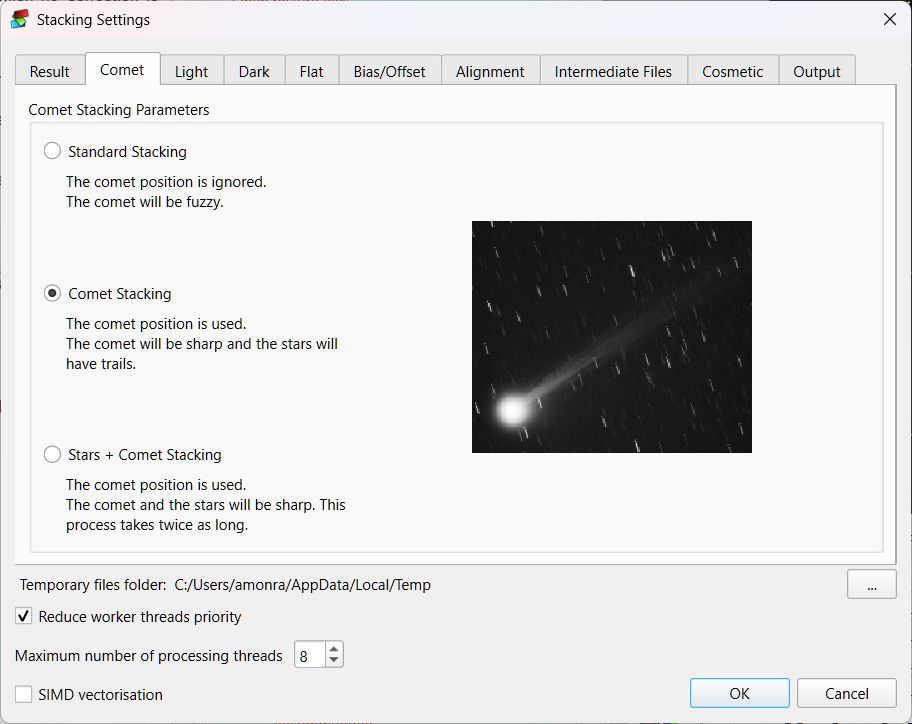 Stacking Settings
Result Comet Light Dark Flat Bias/Offset Alignment Intermediate Files Cosmetic Output
Comet Stacking Parameters
Standard Stacking
The comet position is ignored.
The comet will be fuzzy.
Comet Stacking
The comet position is used.
The comet will be sharp and the stars will
have trails.
Stars + Comet Stacking
The comet position is used.
The comet and the stars will be sharp. This
process takes twice as long.
Temporary files folder: C:/Users/amonra/AppData/Local/Temp ...
Reduce worker threads priority
Maximum number of processing threads 8
SIMD vectorisation
OK Cancel